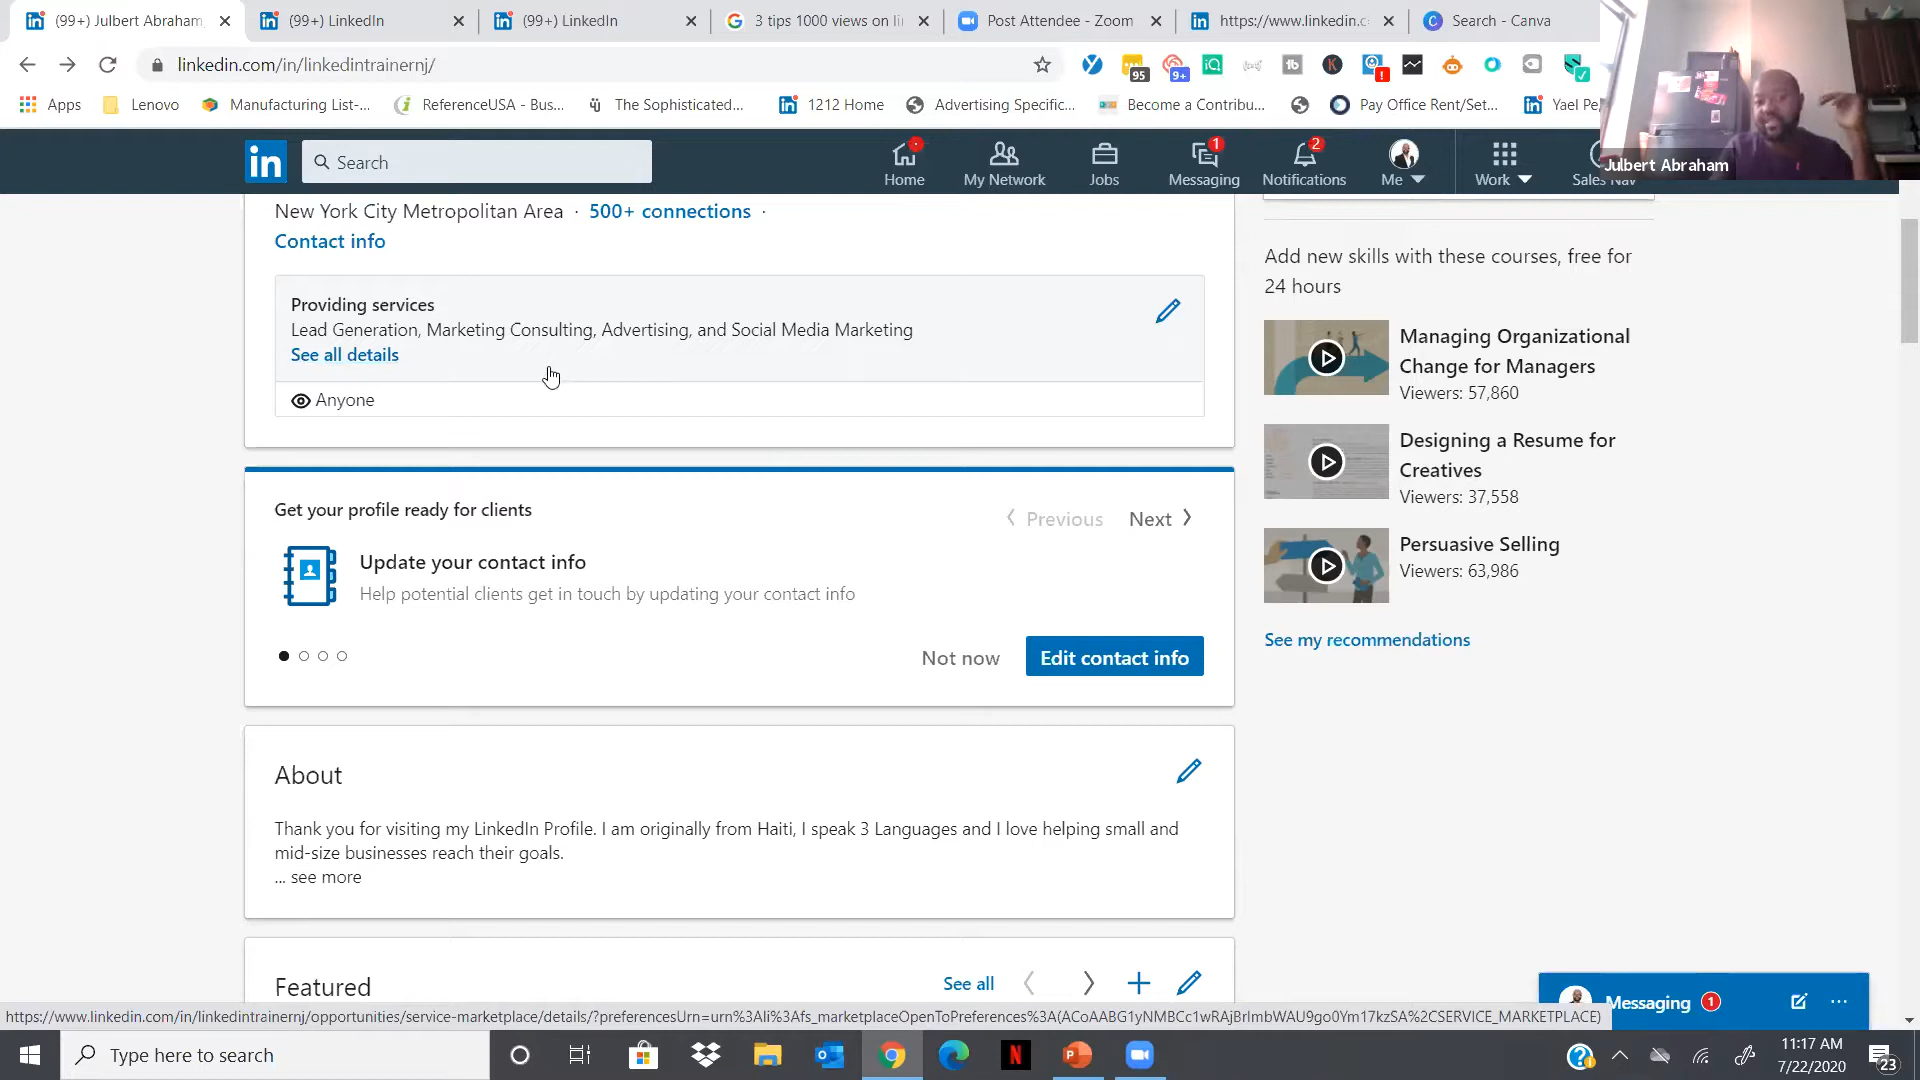 (99+) Julbert Abraham
(99+) LinkedIn
(99+) LinkedIn
3 tips 1000 views on li
Post Attendee - Zoom
https://www.linkedin.c
Search - Canva
linkedin.com/in/linkedintrainernj/
95
9+
Apps
Lenovo
Manufacturing List-...
ReferenceUSA - Bus...
The Sophisticated...
1212 Home
Advertising Specific...
Become a Contribu...
Pay Office Rent/Set...
Yael Pe
Julbert Abraham
in
Search
Home
My Network
Jobs
1
Messaging
2
Notifications
Me
Work
Sales Nav
New York City Metropolitan Area · 500+ connections ·
Contact info
Providing services
Lead Generation, Marketing Consulting, Advertising, and Social Media Marketing
See all details
Anyone
Get your profile ready for clients
Previous
Next
Update your contact info
Help potential clients get in touch by updating your contact info
Not now
Edit contact info
About
Thank you for visiting my LinkedIn Profile. I am originally from Haiti, I speak 3 Languages and I love helping small and
mid-size businesses reach their goals.
... see more
Featured
See all
Add new skills with these courses, free for
24 hours
Managing Organizational
Change for Managers
Viewers: 57,860
Designing a Resume for
Creatives
Viewers: 37,558
Persuasive Selling
Viewers: 63,986
See my recommendations
Messaging 1
https://www.linkedin.com/in/linkedintrainernj/opportunities/service-marketplace/details/?preferencesUrn=urn%3Ali%3Afs_marketplaceOpenToPreferences%3A(ACoAABG1yNMBCc1wRAjBrlmbWAU9go0Ym17kzSA%2CSERVICE_MARKETPLACE)
Type here to search
11:17 AM
7/22/2020
23